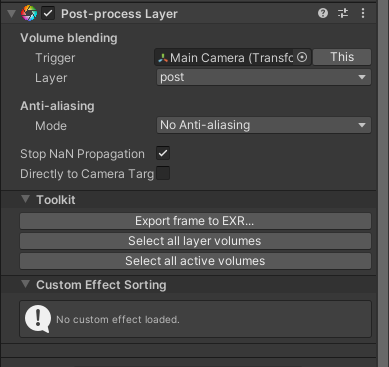 Post-process Layer
Volume blending
Trigger Main Camera (Transfo This
Layer post
Anti-aliasing
Mode No Anti-aliasing
Stop NaN Propagation
Directly to Camera Targ
Toolkit
Export frame to EXR...
Select all layer volumes
Select all active volumes
Custom Effect Sorting
No custom effect loaded.